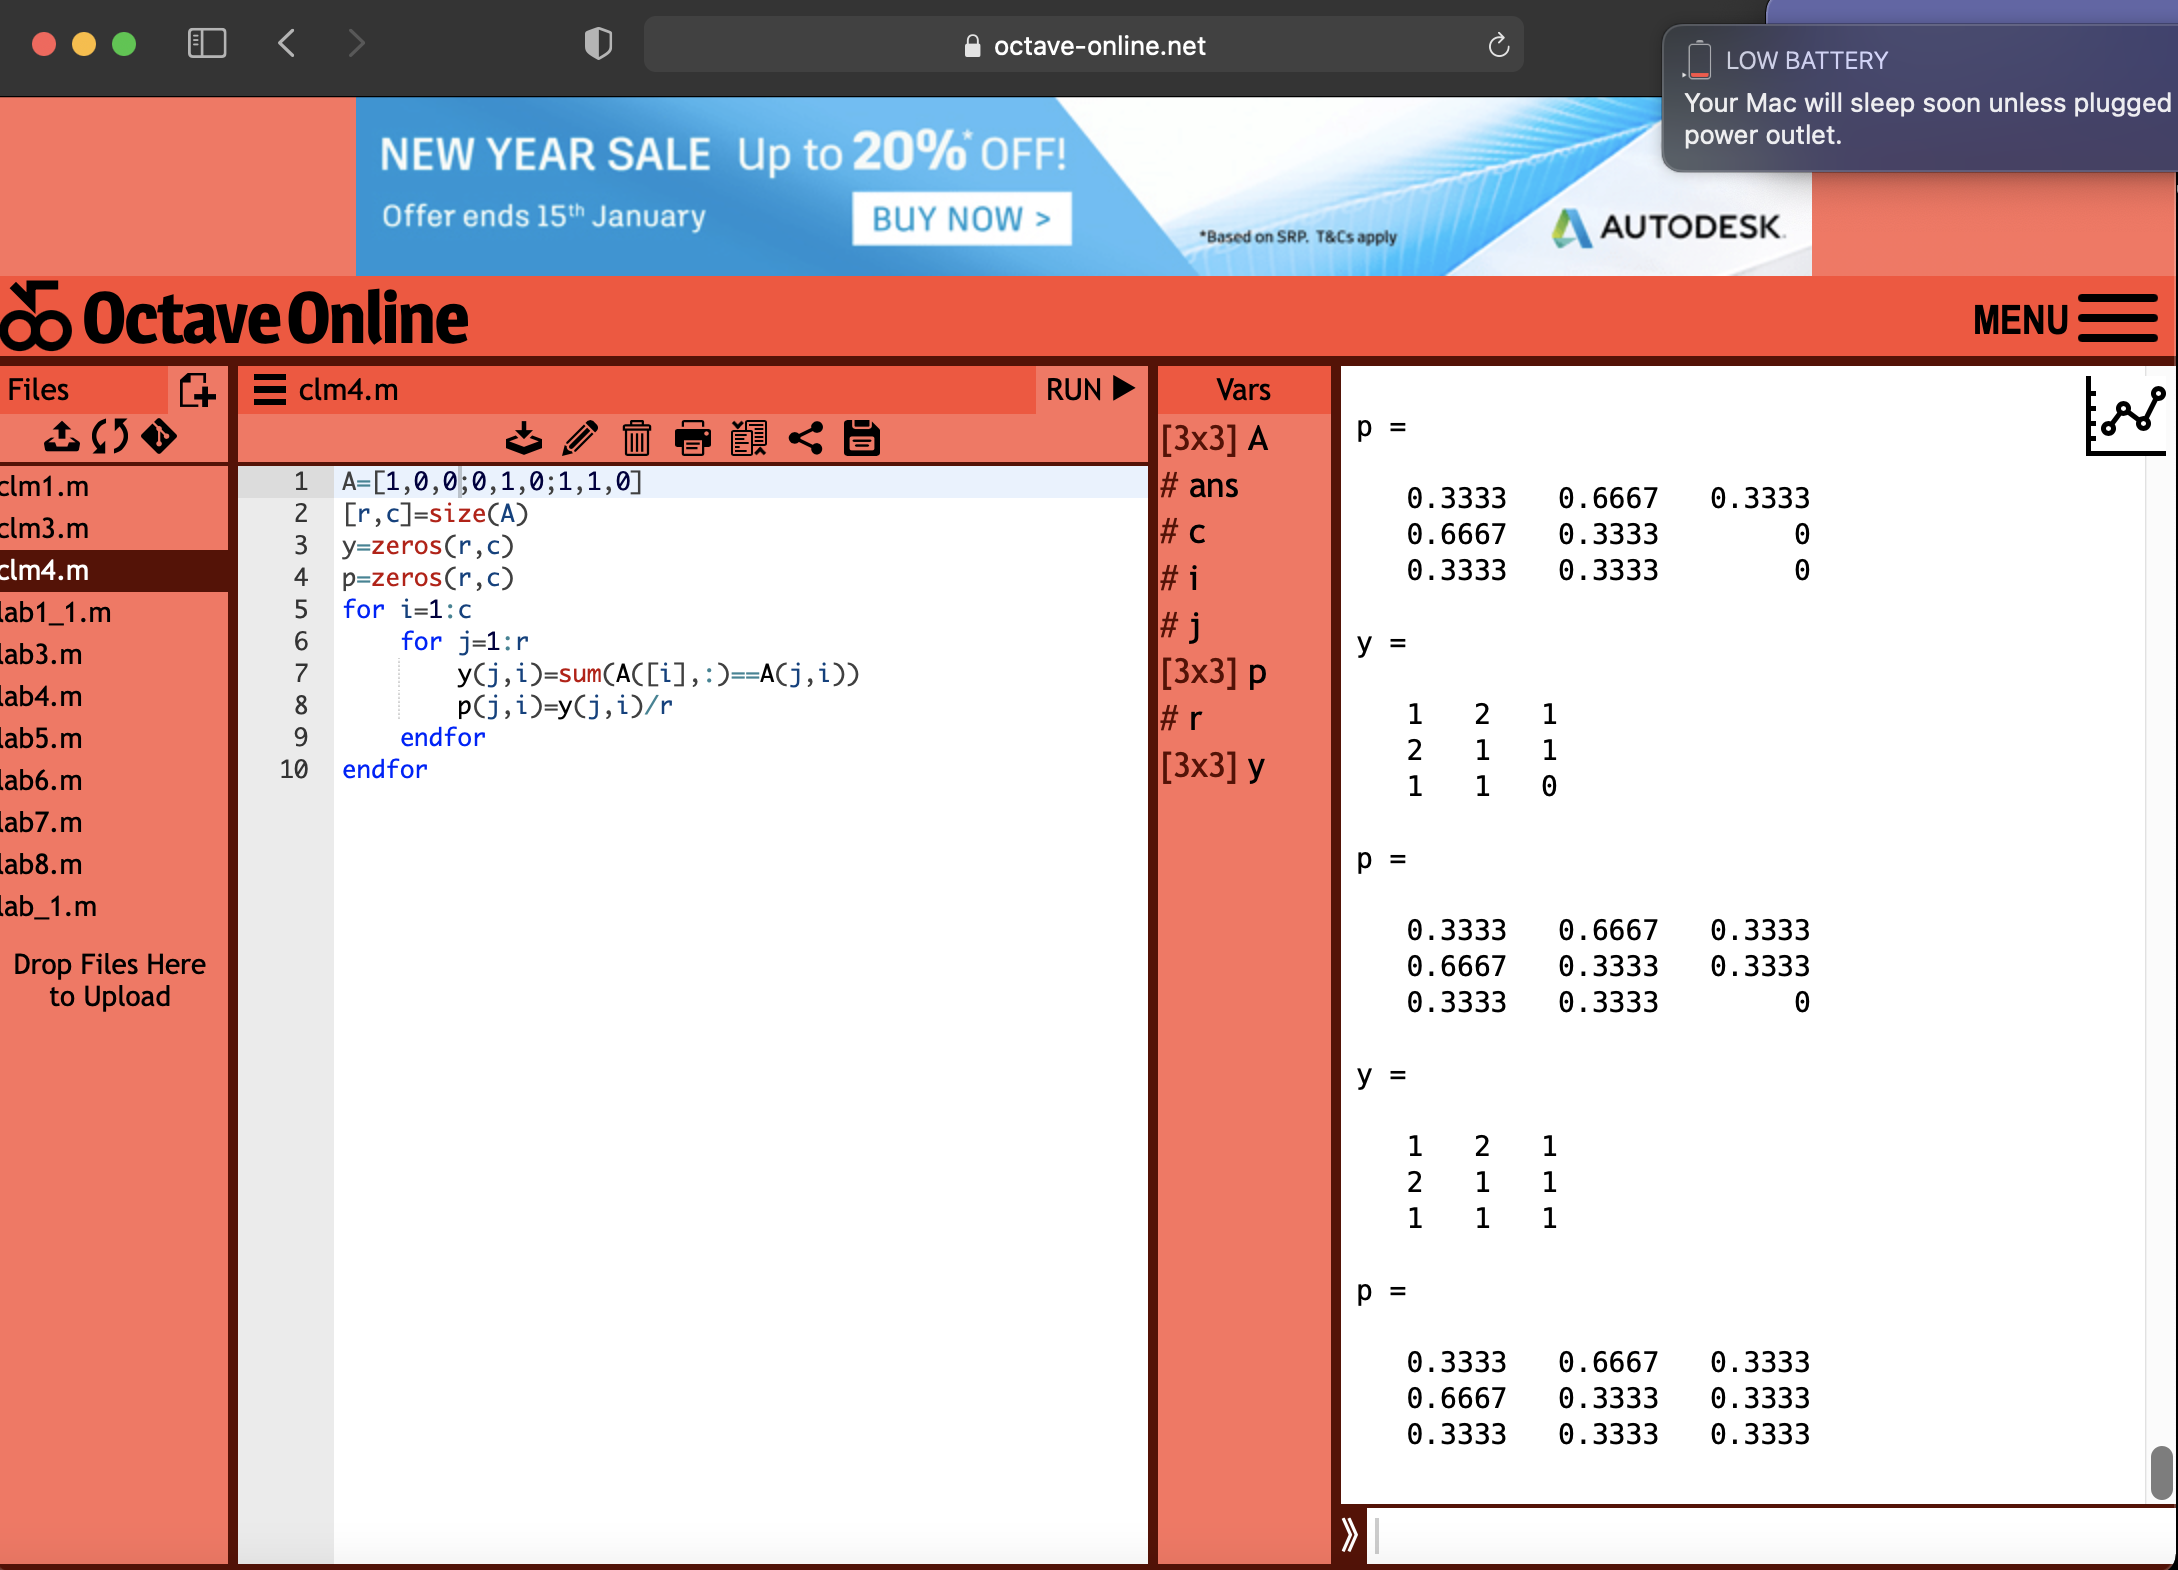 octave-online.net
LOW BATTERY
Your Mac will sleep soon unless plugged
power outlet.
NEW YEAR SALE Up to 20%* OFF!
Offer ends 15th January
BUY NOW >
*Based on SRP. T&Cs apply
AUTODESK.
Octave Online
MENU
Files
clm1.m
clm3.m
clm4.m
lab1_1.m
lab3.m
lab4.m
lab5.m
lab6.m
lab7.m
lab8.m
lab_1.m
Drop Files Here
to Upload
clm4.m
RUN
1 A=[1,0,0;0,1,0;1,1,0]
2 [r,c]=size(A)
3 y=zeros(r,c)
4 p=zeros(r,c)
5 for i=1:c
6 for j=1:r
7 y(j,i)=sum(A([i],:)==A(j,i))
8 p(j,i)=y(j,i)/r
9 endfor
10 endfor
Vars
[3x3] A
# ans
# c
# i
# j
[3x3] p
# r
[3x3] y
p =
0.3333 0.6667 0.3333
0.6667 0.3333 0
0.3333 0.3333 0
y =
1 2 1
2 1 1
1 1 0
p =
0.3333 0.6667 0.3333
0.6667 0.3333 0.3333
0.3333 0.3333 0
y =
1 2 1
2 1 1
1 1 1
p =
0.3333 0.6667 0.3333
0.6667 0.3333 0.3333
0.3333 0.3333 0.3333